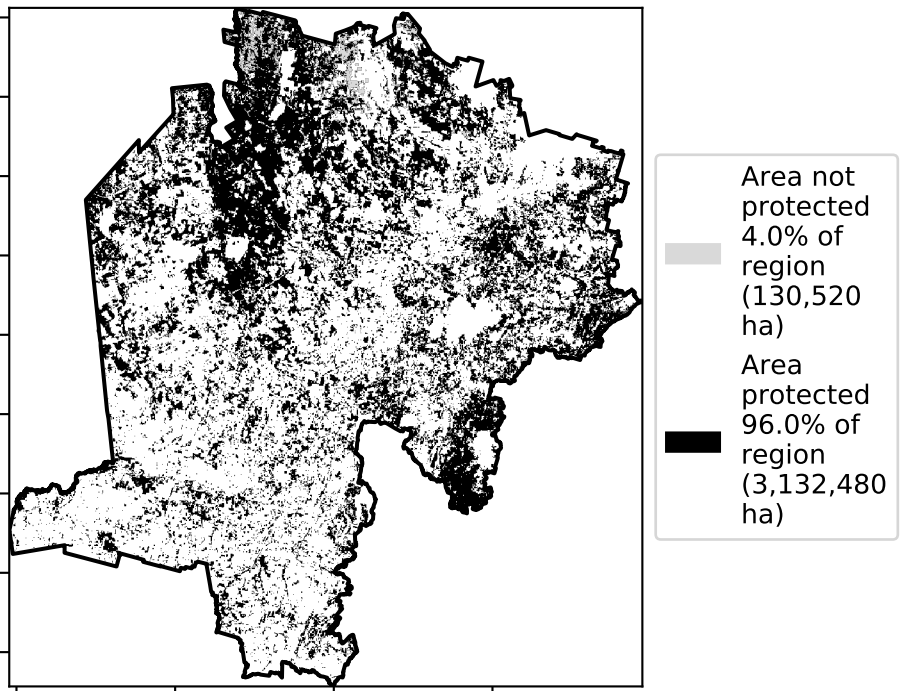 Area not
protected
4.0% of
region
(130,520
ha)
Area
protected
96.0% of
region
(3,132,480
ha)